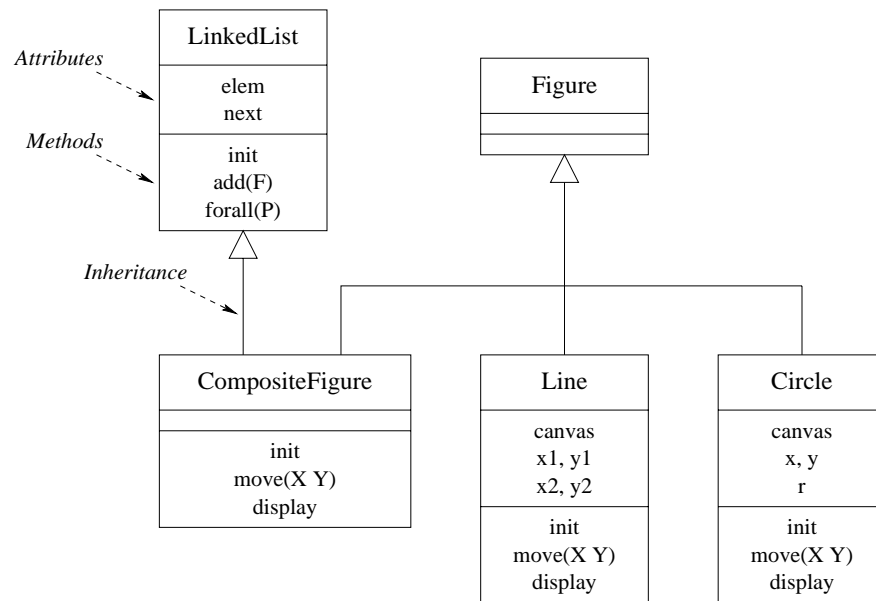 LinkedList
Attributes
elem
next
Methods
init
add(F)
forall(P)
Figure
Inheritance
CompositeFigure
init
move(X Y)
display
Line
canvas
x1, y1
x2, y2
init
move(X Y)
display
Circle
canvas
x, y
r
init
move(X Y)
display